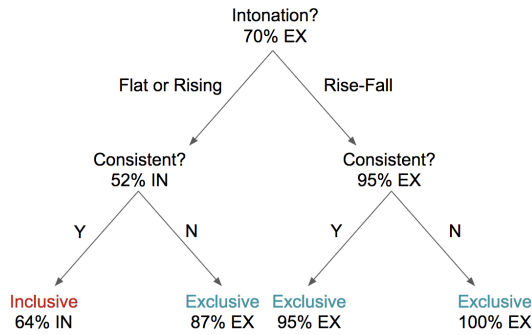 Intonation?
70% EX
Flat or Rising
Rise-Fall
Consistent?
52% IN
Consistent?
95% EX
Y
N
Y
N
Inclusive
64% IN
Exclusive
87% EX
Exclusive
95% EX
Exclusive
100% EX